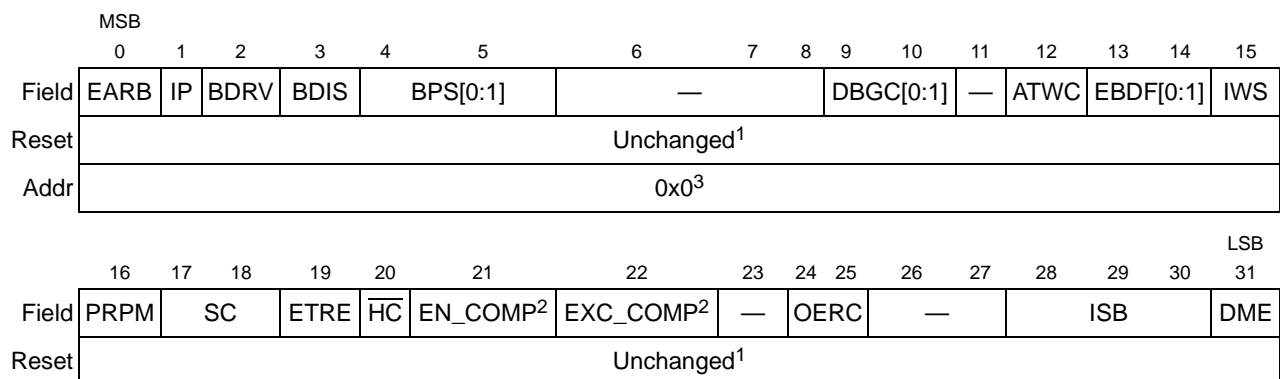 MSB
0 1 2 3 4 5 6 7 8 9 10 11 12 13 14 15
Field EARB IP BDRV BDIS BPS[0:1] — DBGC[0:1] — ATWC EBDF[0:1] IWS
Reset Unchanged1
Addr 0x03
LSB
16 17 18 19 20 21 22 23 24 25 26 27 28 29 30 31
Field PRPM SC ETRE HC EN_COMP2 EXC_COMP2 — OERC — ISB DME
Reset Unchanged1